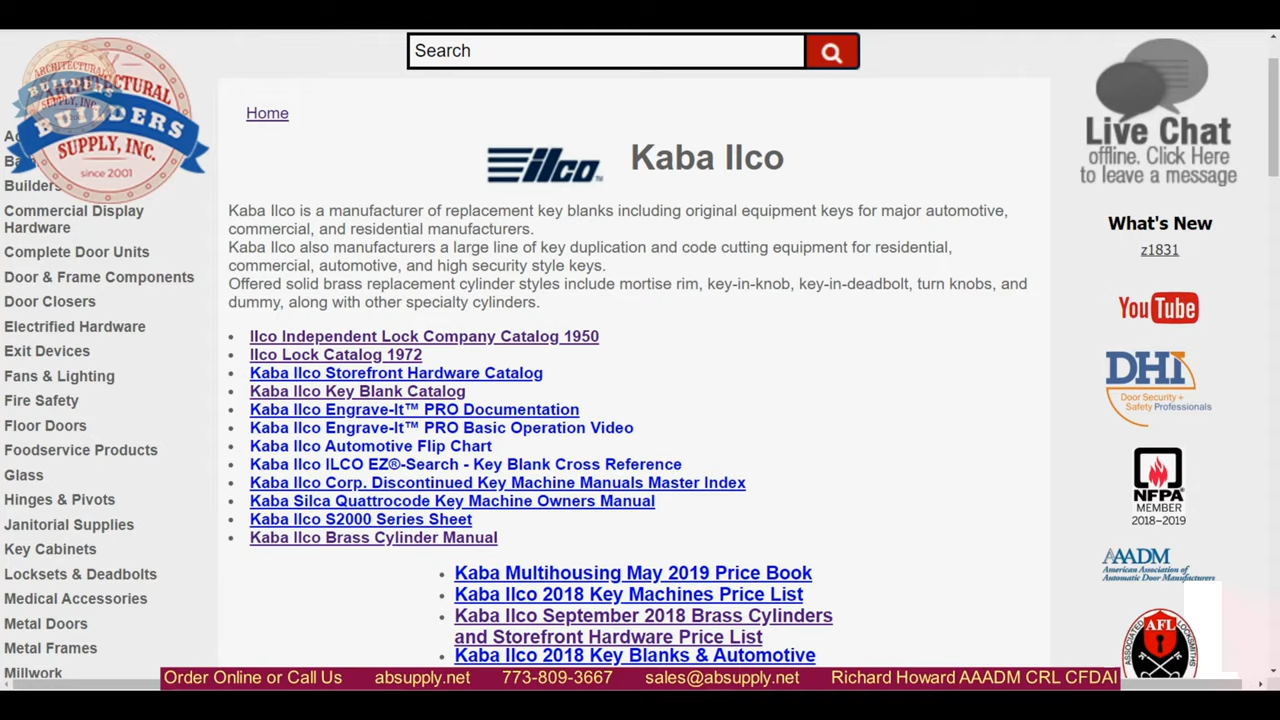 Search
ARCHITECTURAL
BUILDERS
SUPPLY, INC.
since 2001
Builders
Commercial Display
Hardware
Complete Door Units
Door & Frame Components
Door Closers
Electrified Hardware
Exit Devices
Fans & Lighting
Fire Safety
Floor Doors
Foodservice Products
Glass
Hinges & Pivots
Janitorial Supplies
Key Cabinets
Locksets & Deadbolts
Medical Accessories
Metal Doors
Metal Frames
Millwork
Home
ilco™
Kaba Ilco
Kaba Ilco is a manufacturer of replacement key blanks including original equipment keys for major automotive,
commercial, and residential manufacturers.
Kaba Ilco also manufacturers a large line of key duplication and code cutting equipment for residential,
commercial, automotive, and high security style keys.
Offered solid brass replacement cylinder styles include mortise rim, key-in-knob, key-in-deadbolt, turn knobs, and
dummy, along with other specialty cylinders.
• Ilco Independent Lock Company Catalog 1950
• Ilco Lock Catalog 1972
• Kaba Ilco Storefront Hardware Catalog
• Kaba Ilco Key Blank Catalog
• Kaba Ilco Engrave-It™ PRO Documentation
• Kaba Ilco Engrave-It™ PRO Basic Operation Video
• Kaba Ilco Automotive Flip Chart
• Kaba Ilco ILCO EZ®-Search - Key Blank Cross Reference
• Kaba Ilco Corp. Discontinued Key Machine Manuals Master Index
• Kaba Silca Quattrocode Key Machine Owners Manual
• Kaba Ilco S2000 Series Sheet
• Kaba Ilco Brass Cylinder Manual
• Kaba Multihousing May 2019 Price Book
• Kaba Ilco 2018 Key Machines Price List
• Kaba Ilco September 2018 Brass Cylinders
and Storefront Hardware Price List
• Kaba Ilco 2018 Key Blanks & Automotive
Live Chat
offline. Click Here
to leave a message
What's New
z1831
YouTube
DHI
Door Security +
Safety Professionals
NFPA®
MEMBER
2018–2019
AAADM
American Association of
Automatic Door Manufacturers
AFL
ASSOCIATED
LOCKSMITHS
Order Online or Call Us absupply.net 773-809-3667 sales@absupply.net Richard Howard AAADM CRL CFDAI